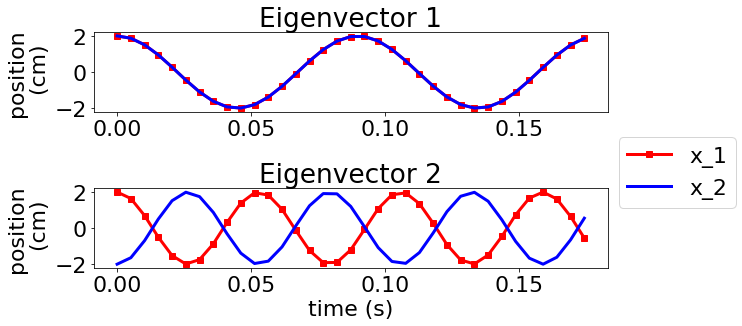 Eigenvector 1
position
(cm)
2
0
−2
0.00 0.05 0.10 0.15
x_1
x_2
Eigenvector 2
position
(cm)
2
0
−2
0.00 0.05 0.10 0.15
time (s)